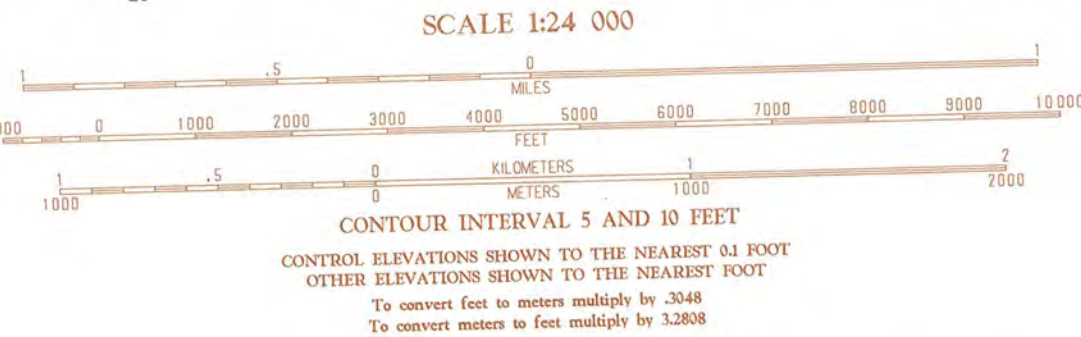 SCALE 1:24 000
1 .5 0 1
MILES
0 1000 2000 3000 4000 5000 6000 7000 8000 9000 10 000
FEET
KILOMETERS
1 .5 0 1 2
METERS
1000 0 1000 2000
CONTOUR INTERVAL 5 AND 10 FEET
CONTROL ELEVATIONS SHOWN TO THE NEAREST 0.1 FOOT
OTHER ELEVATIONS SHOWN TO THE NEAREST FOOT
To convert feet to meters multiply by .3048
To convert meters to feet multiply by 3.2808